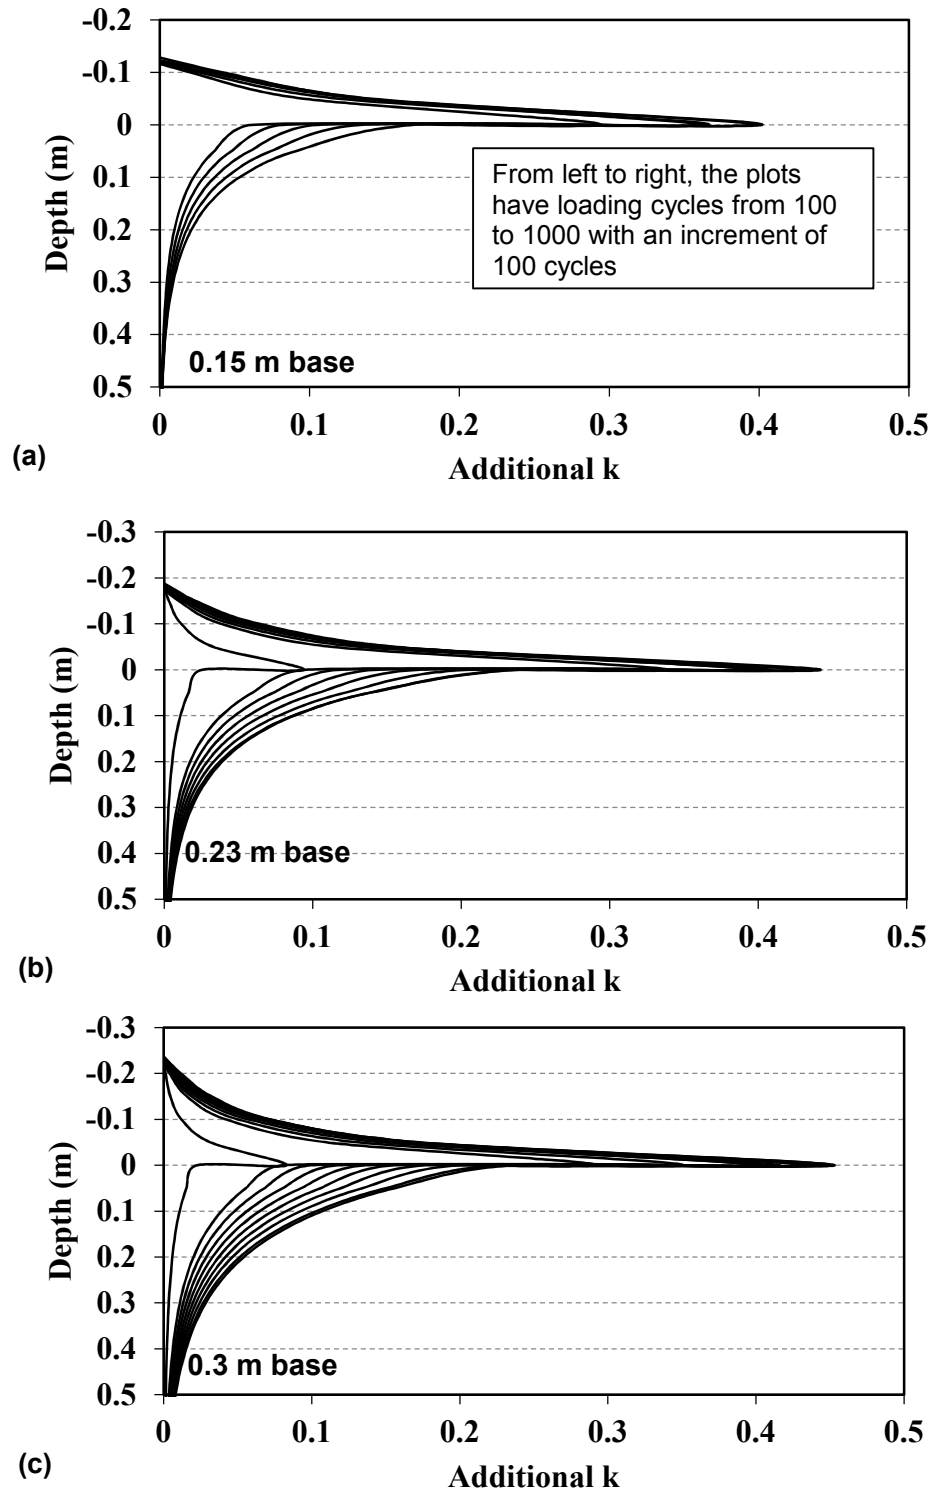 -0.2
-0.1
0
0.1
0.2
0.3
0.4
0.5
Depth (m)
From left to right, the plots
have loading cycles from 100
to 1000 with an increment of
100 cycles
0.15 m base
0 0.1 0.2 0.3 0.4 0.5
(a)
Additional k
-0.3
-0.2
-0.1
0
0.1
0.2
0.3
0.4
0.5
Depth (m)
0.23 m base
0 0.1 0.2 0.3 0.4 0.5
(b)
Additional k
-0.3
-0.2
-0.1
0
0.1
0.2
0.3
0.4
0.5
Depth (m)
0.3 m base
0 0.1 0.2 0.3 0.4 0.5
(c)
Additional k